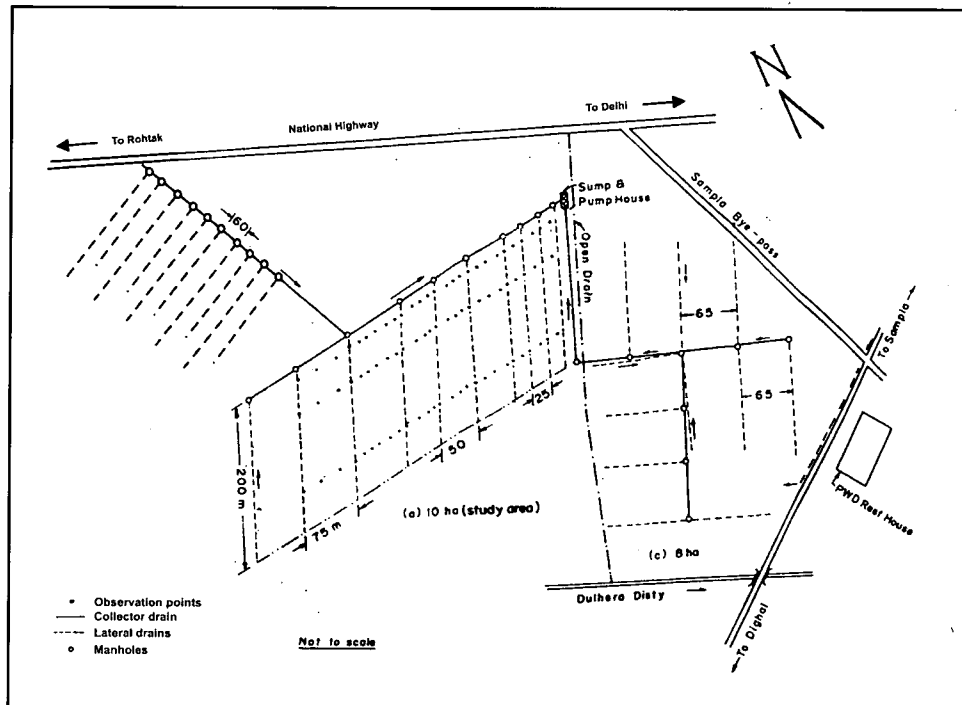 To Delhi
National Highway
To Rohtak
N
Sampla Bye-pass
Sump &
Pump House
60
Open Drain
65
To Sampla
65
25
50
200 m
75 m
(a) 10 ha (study area)
PWD Rest House
(c) 8 ha
Dulhera Disty
To Dighal
Observation points
Collector drain
Lateral drains
Manholes
Not to scale